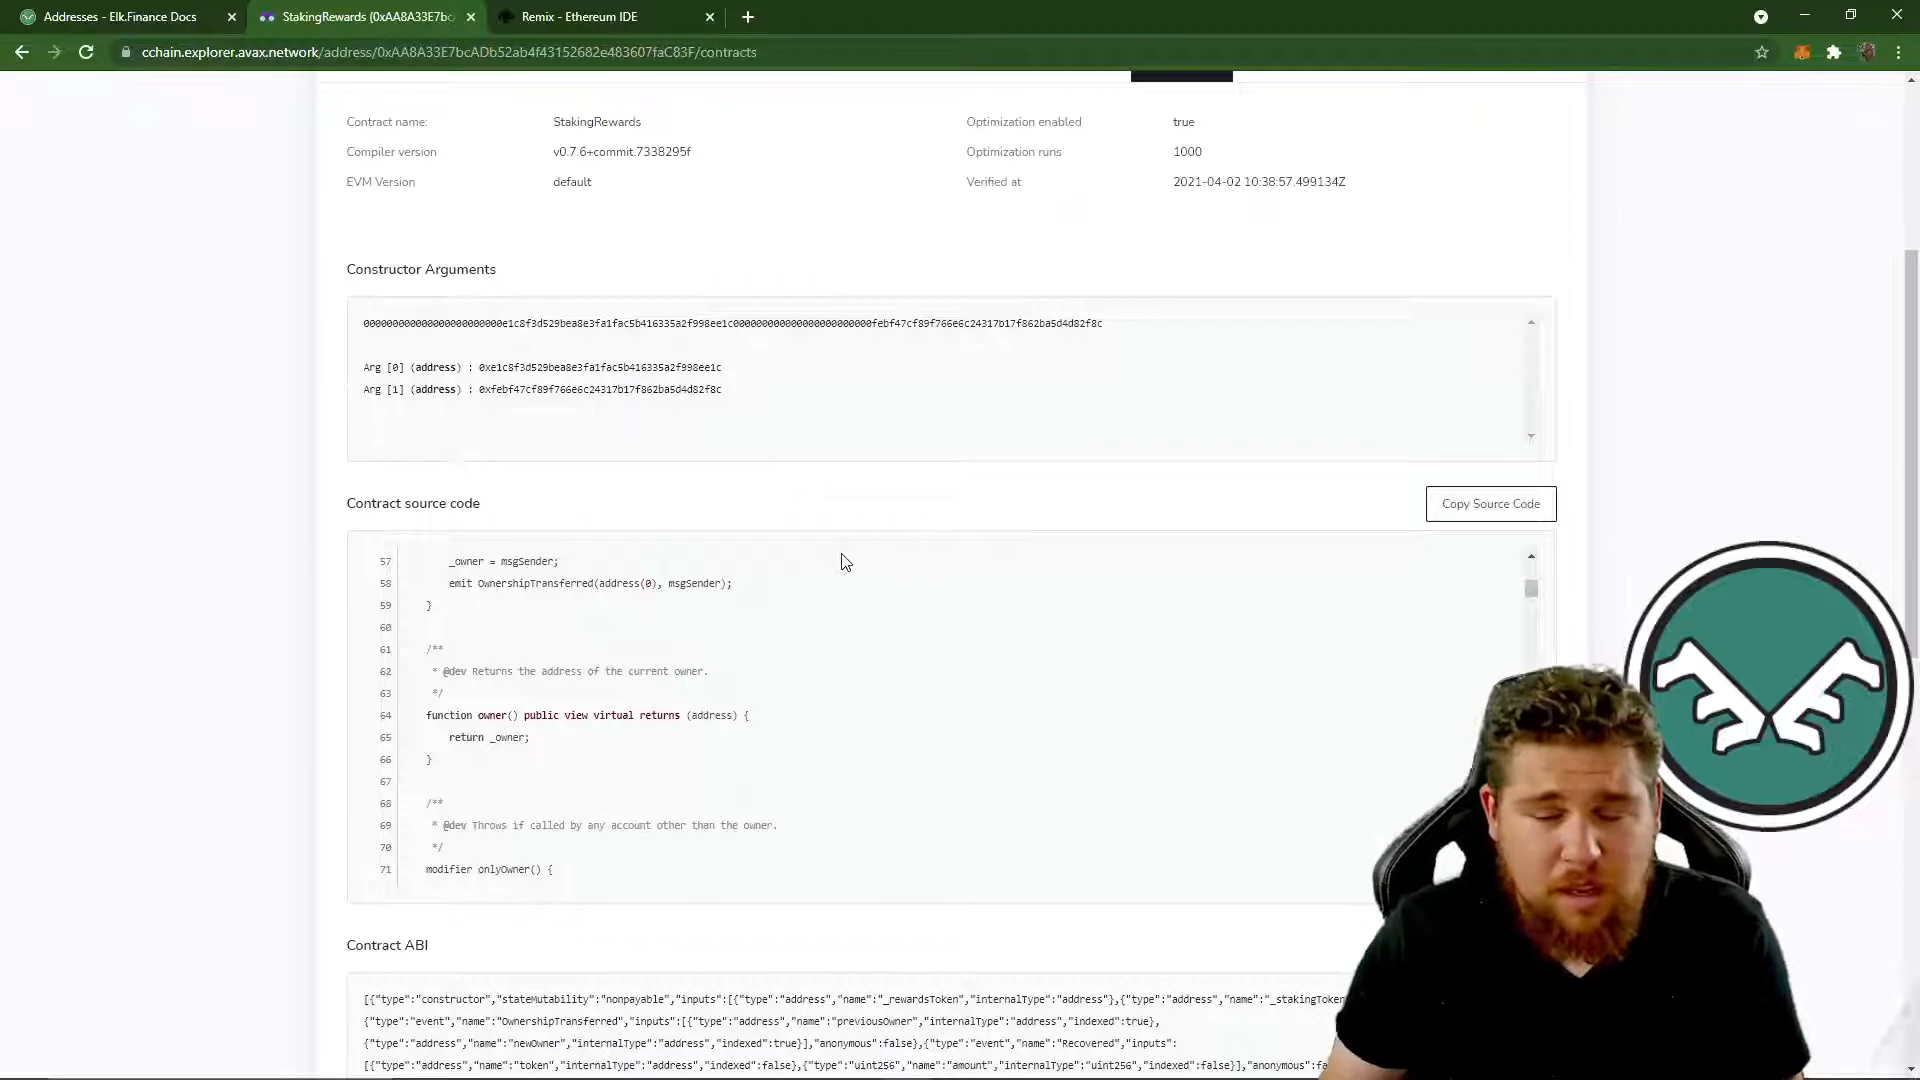 Addresses - Elk.Finance Docs
StakingRewards (0xAA8A33E7bc
Remix - Ethereum IDE
cchain.explorer.avax.network/address/0xAA8A33E7bcADb52ab4f43152682e483607faC83F/contracts
Contract name: StakingRewards Optimization enabled true
Compiler version v0.7.6+commit.7338295f Optimization runs 1000
EVM Version default Verified at 2021-04-02 10:38:57.499134Z
Constructor Arguments
000000000000000000000000e1c8f3d529bea8e3fa1fac5b416335a2f998ee1c000000000000000000000000febf47cf89f766e6c24317b17f862ba5d4d82f8c
Arg [0] (address) : 0xe1c8f3d529bea8e3fa1fac5b416335a2f998ee1c
Arg [1] (address) : 0xfebf47cf89f766e6c24317b17f862ba5d4d82f8c
Contract source code
Copy Source Code
57 _owner = msgSender;
58 emit OwnershipTransferred(address(0), msgSender);
59 }
60
61 /**
62 * @dev Returns the address of the current owner.
63 */
64 function owner() public view virtual returns (address) {
65 return _owner;
66 }
67
68 /**
69 * @dev Throws if called by any account other than the owner.
70 */
71 modifier onlyOwner() {
Contract ABI
[{"type":"constructor","stateMutability":"nonpayable","inputs":[{"type":"address","name":"_rewardsToken","internalType":"address"},{"type":"address","name":"_stakingToken
{"type":"event","name":"OwnershipTransferred","inputs":[{"type":"address","name":"previousOwner","internalType":"address","indexed":true},
{"type":"address","name":"newOwner","internalType":"address","indexed":true}],"anonymous":false},{"type":"event","name":"Recovered","inputs":
[{"type":"address","name":"token","internalType":"address","indexed":false},{"type":"uint256","name":"amount","internalType":"uint256","indexed":false}],"anonymous":fa